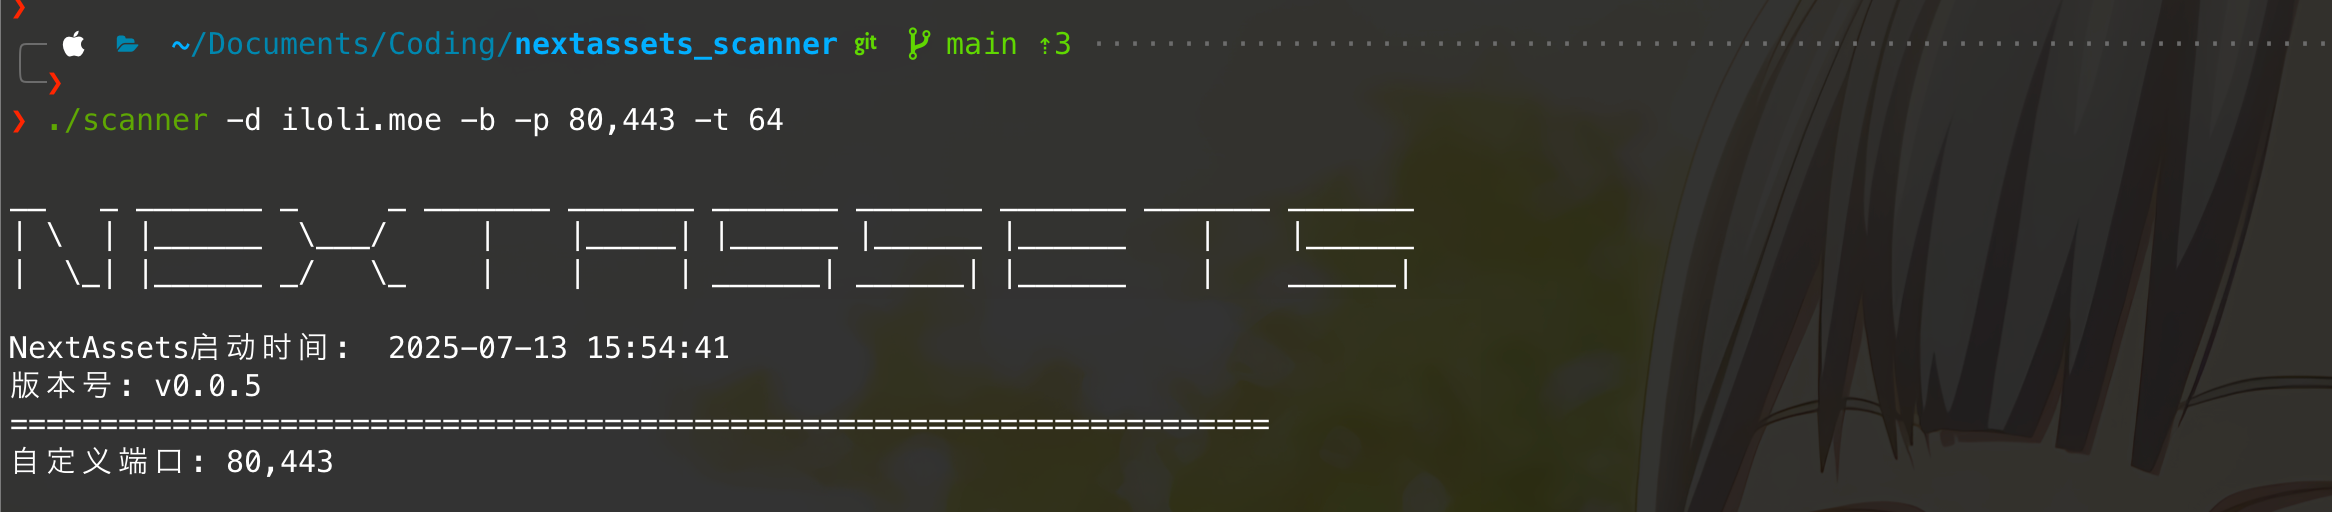 ❯
~/Documents/Coding/nextassets_scanner git main ⇡3
❯
❯ ./scanner -d iloli.moe -b -p 80,443 -t 64
NEXTASSETS
NextAssets启动时间: 2025-07-13 15:54:41
版本号: v0.0.5
======================================================================
自定义端口: 80,443